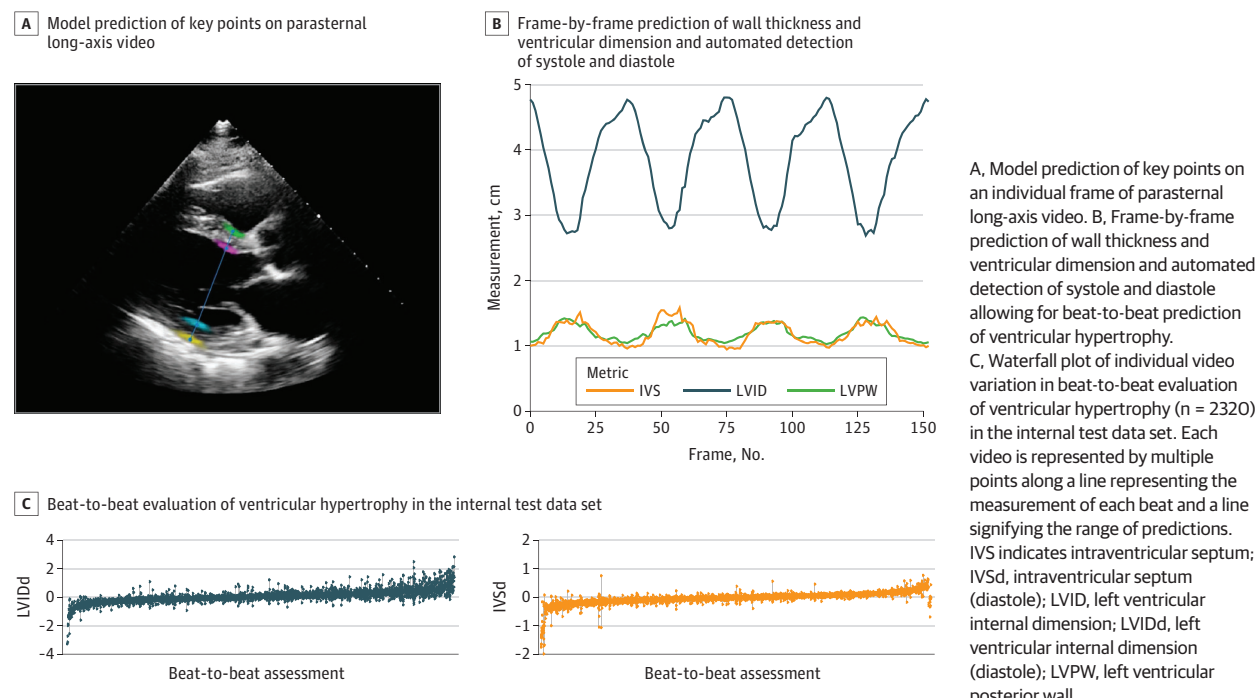 A Model prediction of key points on parasternal
long-axis video
B Frame-by-frame prediction of wall thickness and
ventricular dimension and automated detection
of systole and diastole
5
4
3
2
1
0
Measurement, cm
Metric
IVS LVID LVPW
0 25 50 75 100 125 150
Frame, No.
C Beat-to-beat evaluation of ventricular hypertrophy in the internal test data set
4
2
0
-2
-4
LVIDd
Beat-to-beat assessment
2
1
0
-1
-2
IVSd
Beat-to-beat assessment
A, Model prediction of key points on
an individual frame of parasternal
long-axis video. B, Frame-by-frame
prediction of wall thickness and
ventricular dimension and automated
detection of systole and diastole
allowing for beat-to-beat prediction
of ventricular hypertrophy.
C, Waterfall plot of individual video
variation in beat-to-beat evaluation
of ventricular hypertrophy (n = 2320)
in the internal test data set. Each
video is represented by multiple
points along a line representing the
measurement of each beat and a line
signifying the range of predictions.
IVS indicates intraventricular septum;
IVSd, intraventricular septum
(diastole); LVID, left ventricular
internal dimension; LVIDd, left
ventricular internal dimension
(diastole); LVPW, left ventricular
posterior wall